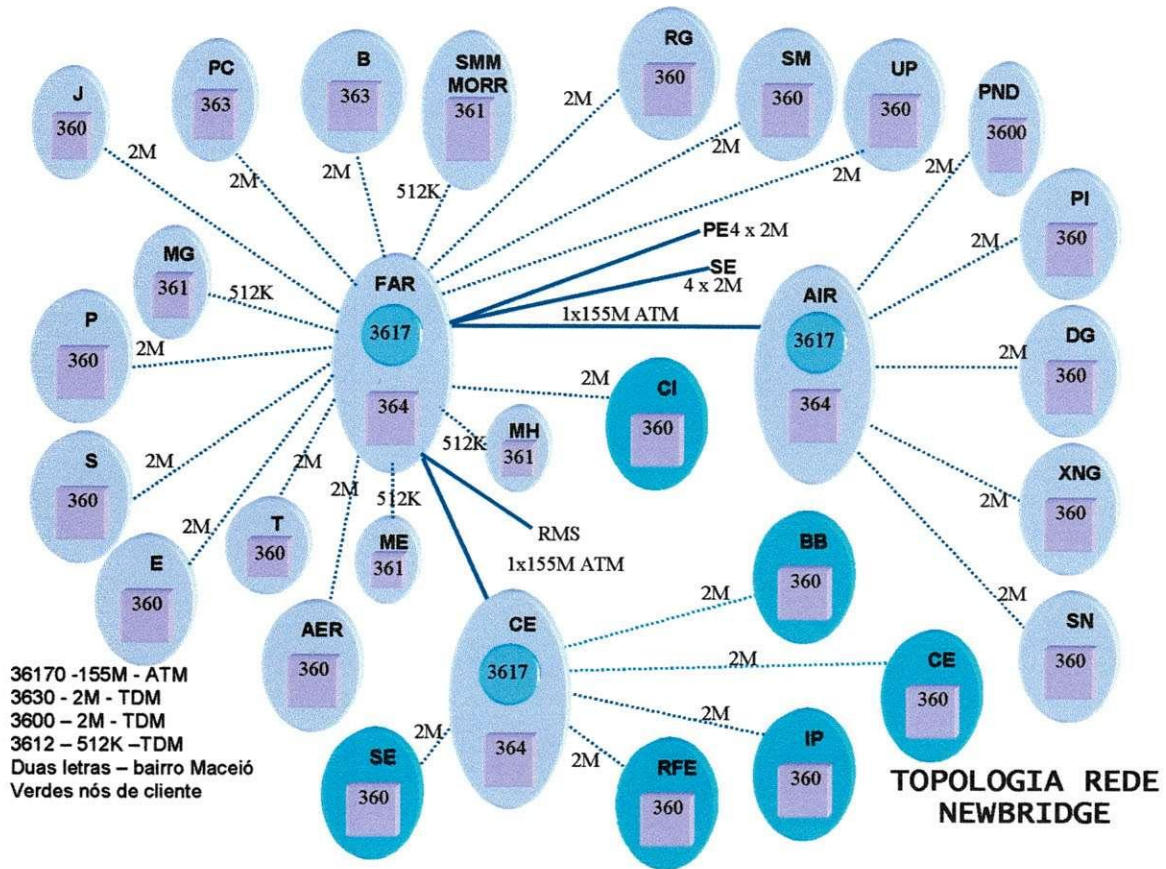 J
360
2M
PC
363
2M
B
363
2M
SMM
MORR
361
512K
RG
360
2M
SM
360
2M
UP
360
2M
PND
3600
2M
PI
360
2M
MG
361
512K
FAR
3617
364
PE 4 x 2M
SE
4 x 2M
1x155M ATM
AIR
3617
364
P
360
2M
DG
360
2M
CI
360
2M
MH
361
512K
S
360
2M
XNG
360
2M
T
360
2M
ME
361
512K
RMS
1x155M ATM
E
360
2M
BB
360
2M
AER
360
2M
CE
3617
364
SN
360
2M
CE
360
2M
36170 -155M - ATM
3630 - 2M - TDM
3600 – 2M - TDM
3612 – 512K –TDM
Duas letras – bairro Maceió
Verdes nós de cliente
SE
360
2M
RFE
360
2M
IP
360
2M
TOPOLOGIA REDE
NEWBRIDGE